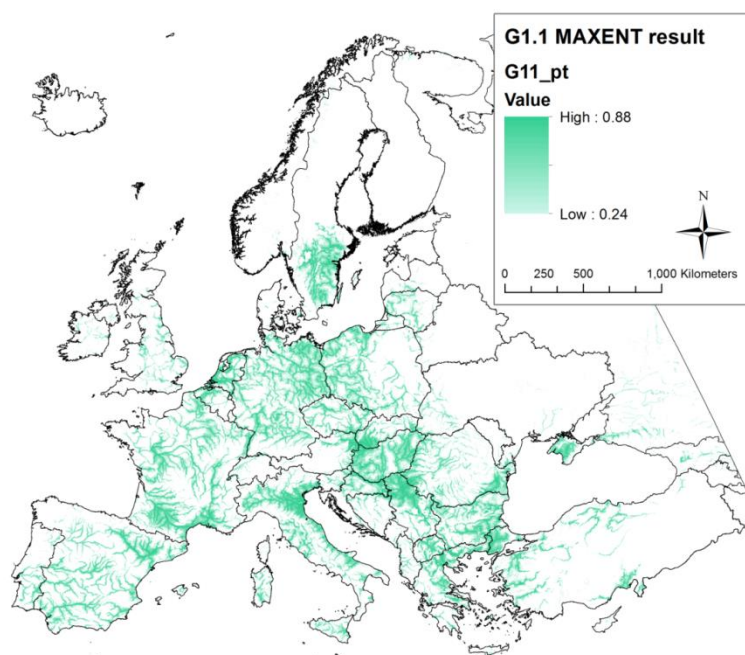 G1.1 MAXENT result
G11_pt
Value
High : 0.88
Low : 0.24
N
0 250 500 1,000 Kilometers